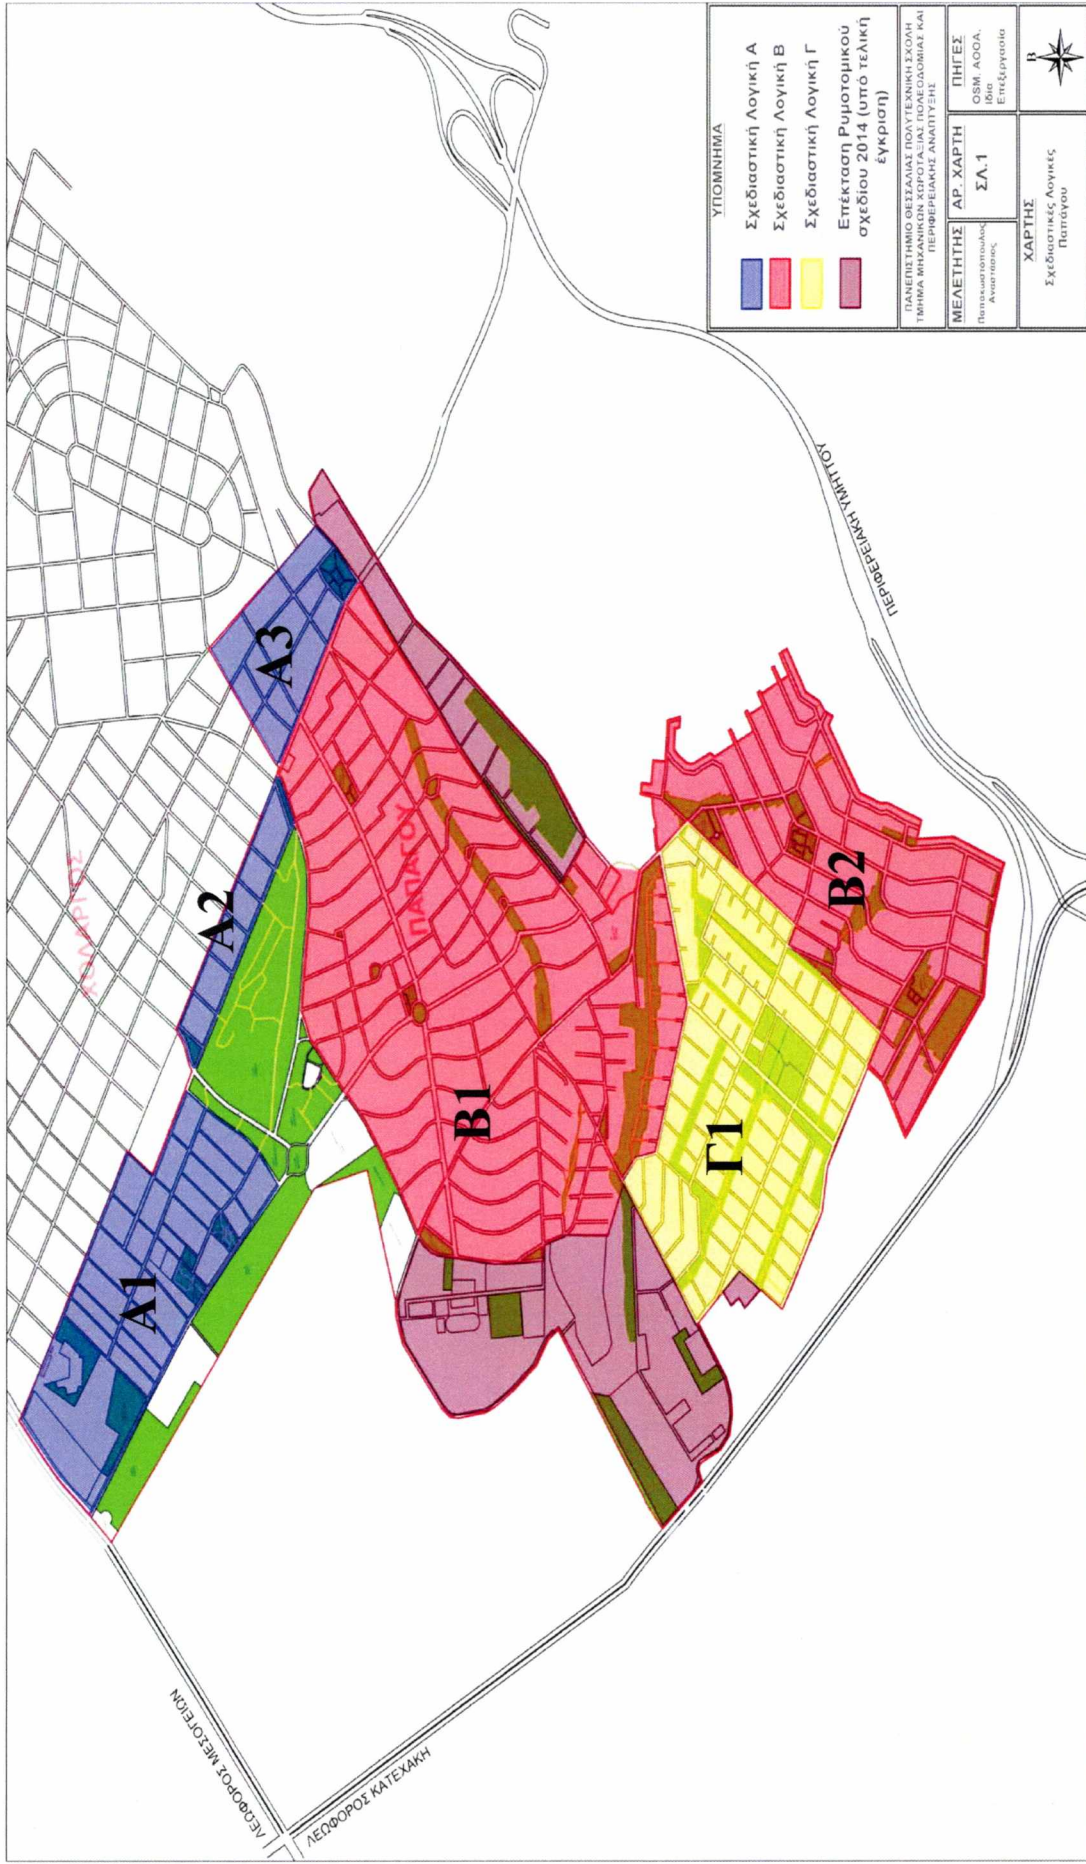 ΥΠΟΜΝΗΜΑ
Σχεδιαστική Λογική Α
Σχεδιαστική Λογική Β
Σχεδιαστική Λογική Γ
Επέκταση Ρυμοτομικού
σχεδίου 2014 (υπό τελική
έγκριση)
ΠΑΝΕΠΙΣΤΗΜΙΟ ΘΕΣΣΑΛΙΑΣ ΠΟΛΥΤΕΧΝΙΚΗ ΣΧΟΛΗ
ΤΜΗΜΑ ΜΗΧΑΝΙΚΩΝ ΧΩΡΟΤΑΞΙΑΣ ΠΟΛΕΟΔΟΜΙΑΣ ΚΑΙ
ΠΕΡΙΦΕΡΕΙΑΚΗΣ ΑΝΑΠΤΥΞΗΣ
ΜΕΛΕΤΗΤΗΣ
Παπακωστόπουλος
Αναστάσιος
ΑΡ. ΧΑΡΤΗ
ΣΛ.1
ΠΗΓΕΣ
OSM, ΑΟΟΑ,
Ιδία
Επεξεργασία
ΧΑΡΤΗΣ
Σχεδιαστικές Λογικές
Παπάγου
Β
ΧΟΛΑΡΓΟΣ
Α1
Α2
Α3
ΠΑΠΑΓΟΥ
Β1
Γ1
Β2
ΛΕΩΦΟΡΟΣ ΜΕΣΟΓΕΙΩΝ
ΛΕΩΦΟΡΟΣ ΚΑΤΕΧΑΚΗ
ΠΕΡΙΦΕΡΕΙΑΚΗ ΥΜΗΤΤΟΥ